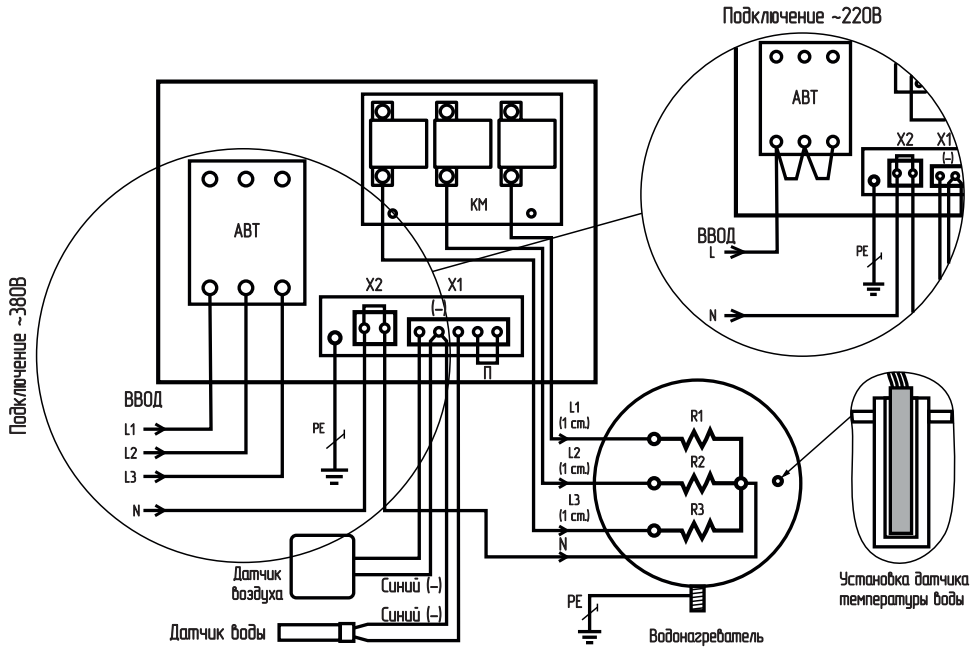 Подключение ~220В
АВТ
X2
X1
(–)
ВВОД
L
PE
N
Подключение ~380В
АВТ
КМ
X2
X1
(–)
П
ВВОД
L1
L2
L3
N
PE
L1
(1 ст.)
L2
(1 ст.)
L3
(1 ст.)
N
R1
R2
R3
PE
Датчик
воздуха
Синий (–)
Синий (–)
Датчик воды
Водонагреватель
Установка датчика
температуры воды